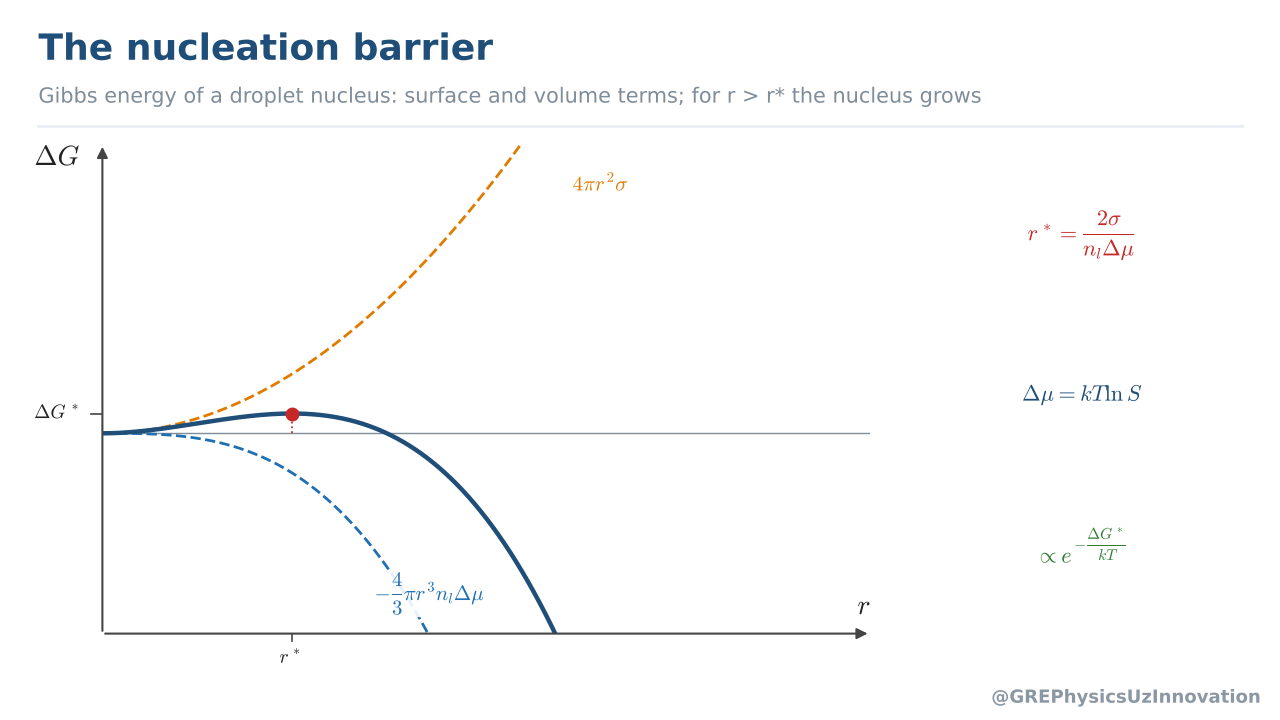 The nucleation barrier
Gibbs energy of a droplet nucleus: surface and volume terms; for r > r* the nucleus grows
ΔG
4πr²σ
r* = 2σ / (n_l Δμ)
Δμ = kT ln S
ΔG*
∝ e^(−ΔG*/kT)
−4/3 πr³n_lΔμ
r
r*
@GREPhysicsUzInnovation